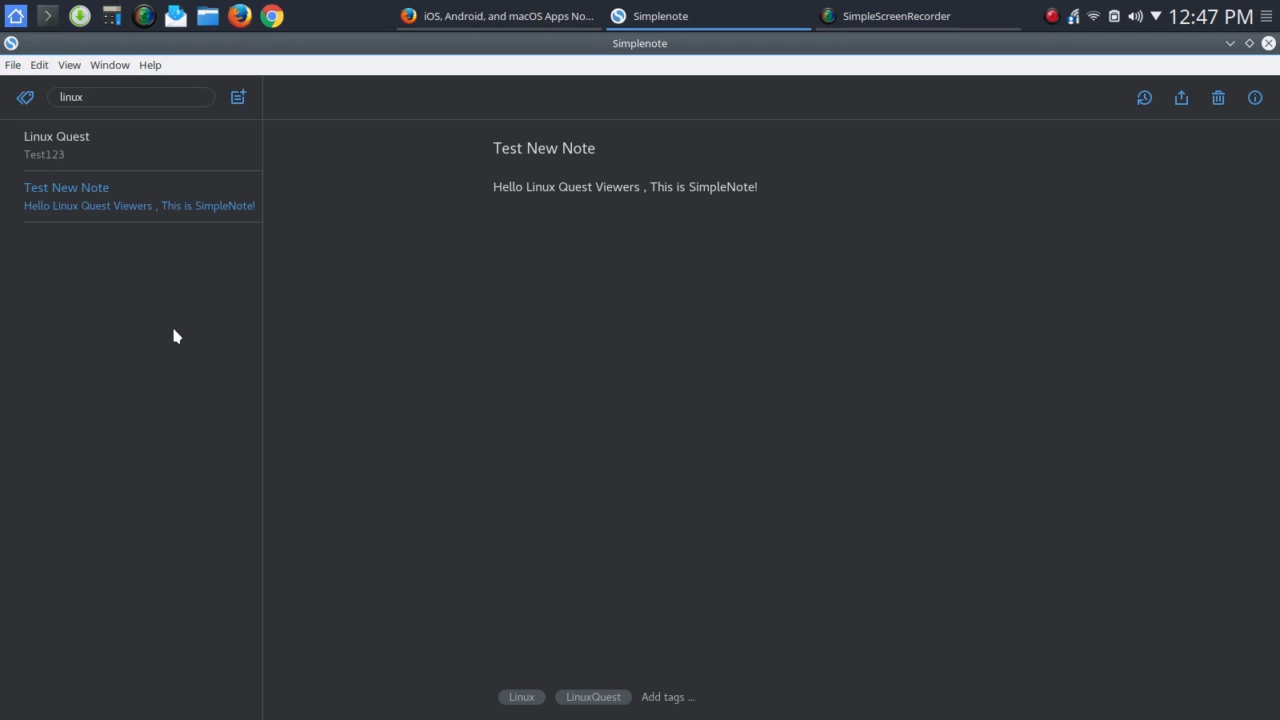 iOS, Android, and macOS Apps No... Simplenote SimpleScreenRecorder 12:47 PM
Simplenote
File Edit View Window Help
linux
Linux Quest
Test123
Test New Note
Hello Linux Quest Viewers , This is SimpleNote!
Test New Note
Hello Linux Quest Viewers , This is SimpleNote!
Linux LinuxQuest Add tags ...